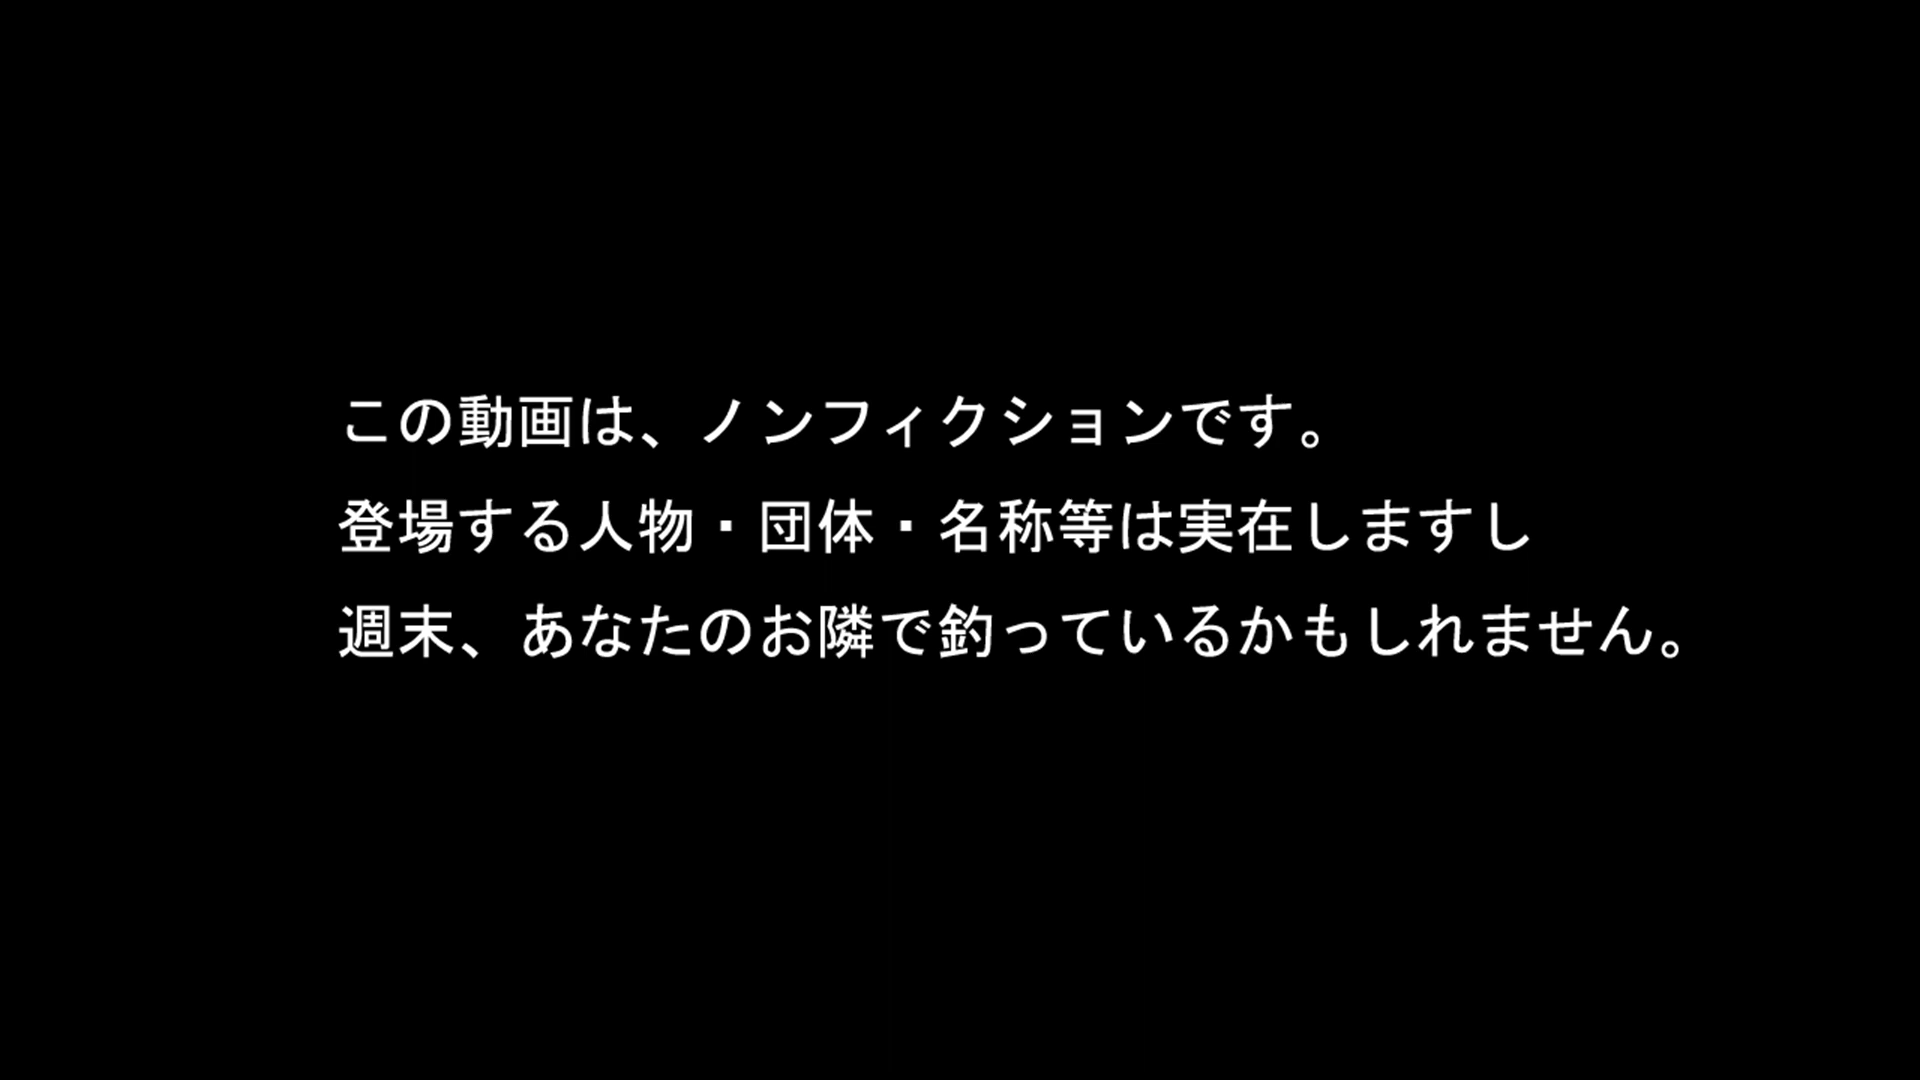 この動画は、ノンフィクションです。
登場する人物・団体・名称等は実在しますし
週末、あなたのお隣で釣っているかもしれません。